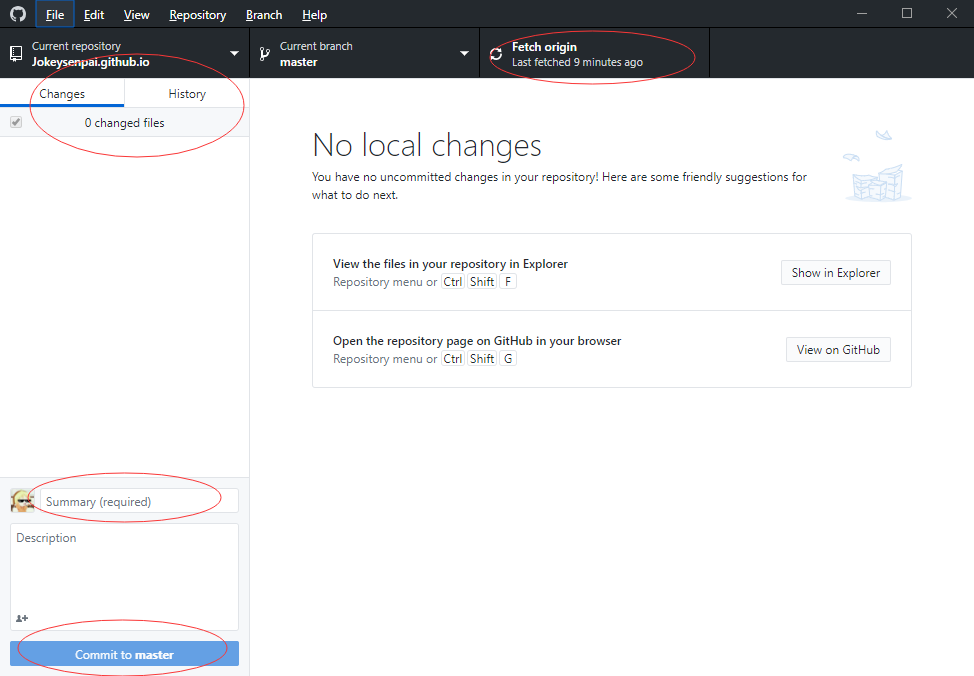 File Edit View Repository Branch Help
Current repository
Jokeysenpai.github.io
Current branch
master
Fetch origin
Last fetched 9 minutes ago
Changes History
0 changed files
No local changes
You have no uncommitted changes in your repository! Here are some friendly suggestions for
what to do next.
View the files in your repository in Explorer
Repository menu or Ctrl Shift F
Show in Explorer
Open the repository page on GitHub in your browser
Repository menu or Ctrl Shift G
View on GitHub
Summary (required)
Description
Commit to master